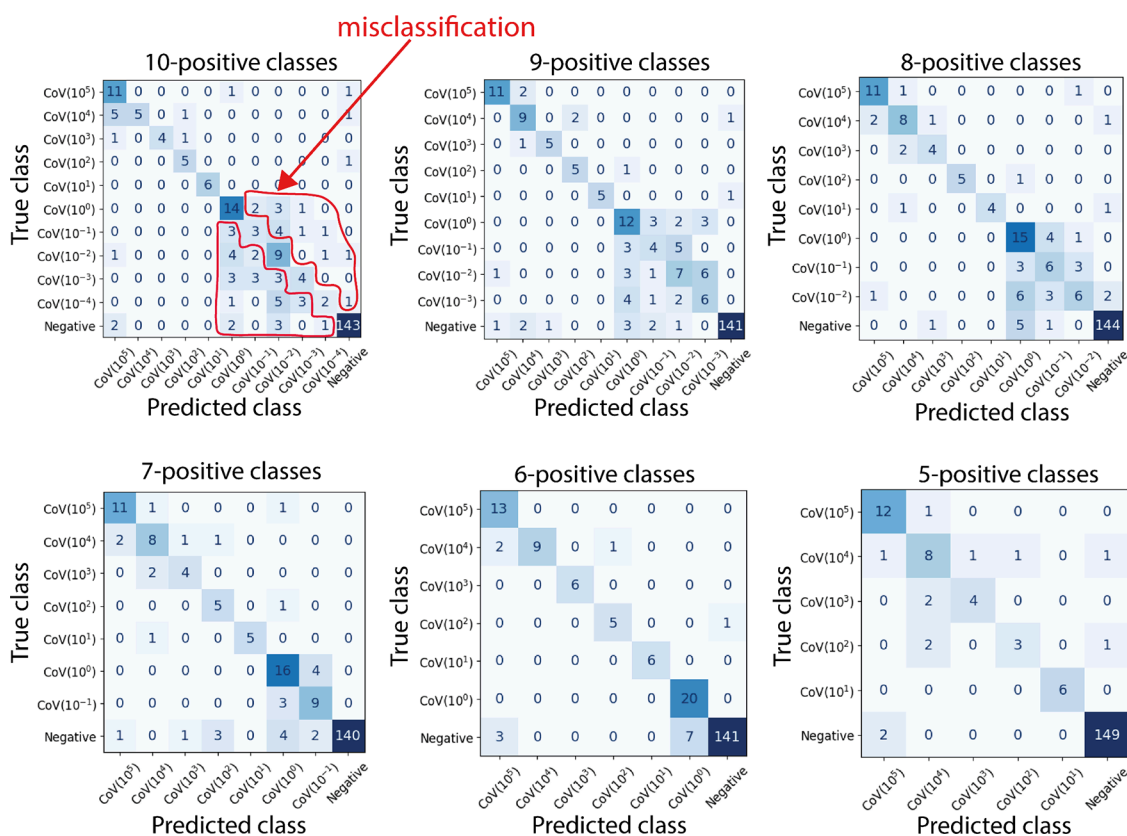 misclassification
10-positive classes
True class
CoV(10⁵) 11 0 0 0 0 1 0 0 0 0 1
CoV(10⁴) 5 5 0 1 0 0 0 0 0 0 1
CoV(10³) 1 0 4 1 0 0 0 0 0 0 0
CoV(10²) 0 0 0 5 0 0 0 0 0 0 1
CoV(10¹) 0 0 0 0 6 0 0 0 0 0 0
CoV(10⁰) 0 0 0 0 0 14 2 3 1 0 0
CoV(10⁻¹) 0 0 0 0 0 3 3 4 1 1 0
CoV(10⁻²) 1 0 0 0 0 4 2 9 0 1 1
CoV(10⁻³) 0 0 0 0 0 3 3 3 4 0 0
CoV(10⁻⁴) 0 0 0 0 0 1 0 5 3 2 1
Negative 2 0 0 0 0 2 0 3 0 1 143
CoV(10⁵) CoV(10⁴) CoV(10³) CoV(10²) CoV(10¹) CoV(10⁰) CoV(10⁻¹) CoV(10⁻²) CoV(10⁻³) CoV(10⁻⁴) Negative
Predicted class
9-positive classes
True class
CoV(10⁵) 11 2 0 0 0 0 0 0 0 0
CoV(10⁴) 0 9 0 2 0 0 0 0 0 1
CoV(10³) 0 1 5 0 0 0 0 0 0 0
CoV(10²) 0 0 0 5 0 1 0 0 0 0
CoV(10¹) 0 0 0 0 5 0 0 0 0 1
CoV(10⁰) 0 0 0 0 0 12 3 2 3 0
CoV(10⁻¹) 0 0 0 0 0 3 4 5 0 0
CoV(10⁻²) 1 0 0 0 0 3 1 7 6 0
CoV(10⁻³) 0 0 0 0 0 4 1 2 6 0
Negative 1 2 1 0 0 3 2 1 0 141
CoV(10⁵) CoV(10⁴) CoV(10³) CoV(10²) CoV(10¹) CoV(10⁰) CoV(10⁻¹) CoV(10⁻²) CoV(10⁻³) Negative
Predicted class
8-positive classes
True class
CoV(10⁵) 11 1 0 0 0 0 0 1 0
CoV(10⁴) 2 8 1 0 0 0 0 0 1
CoV(10³) 0 2 4 0 0 0 0 0 0
CoV(10²) 0 0 0 5 0 1 0 0 0
CoV(10¹) 0 1 0 0 4 0 0 0 1
CoV(10⁰) 0 0 0 0 0 15 4 1 0
CoV(10⁻¹) 0 0 0 0 0 3 6 3 0
CoV(10⁻²) 1 0 0 0 0 6 3 6 2
Negative 0 0 1 0 0 5 1 0 144
CoV(10⁵) CoV(10⁴) CoV(10³) CoV(10²) CoV(10¹) CoV(10⁰) CoV(10⁻¹) CoV(10⁻²) Negative
Predicted class
7-positive classes
True class
CoV(10⁵) 11 1 0 0 0 1 0 0
CoV(10⁴) 2 8 1 1 0 0 0 0
CoV(10³) 0 2 4 0 0 0 0 0
CoV(10²) 0 0 0 5 0 1 0 0
CoV(10¹) 0 1 0 0 5 0 0 0
CoV(10⁰) 0 0 0 0 0 16 4 0
CoV(10⁻¹) 0 0 0 0 0 3 9 0
Negative 1 0 1 3 0 4 2 140
CoV(10⁵) CoV(10⁴) CoV(10³) CoV(10²) CoV(10¹) CoV(10⁰) CoV(10⁻¹) Negative
Predicted class
6-positive classes
True class
CoV(10⁵) 13 0 0 0 0 0 0
CoV(10⁴) 2 9 0 1 0 0 0
CoV(10³) 0 0 6 0 0 0 0
CoV(10²) 0 0 0 5 0 0 1
CoV(10¹) 0 0 0 0 6 0 0
CoV(10⁰) 0 0 0 0 0 20 0
Negative 3 0 0 0 0 7 141
CoV(10⁵) CoV(10⁴) CoV(10³) CoV(10²) CoV(10¹) CoV(10⁰) Negative
Predicted class
5-positive classes
True class
CoV(10⁵) 12 1 0 0 0 0
CoV(10⁴) 1 8 1 1 0 1
CoV(10³) 0 2 4 0 0 0
CoV(10²) 0 2 0 3 0 1
CoV(10¹) 0 0 0 0 6 0
Negative 2 0 0 0 0 149
CoV(10⁵) CoV(10⁴) CoV(10³) CoV(10²) CoV(10¹) Negative
Predicted class